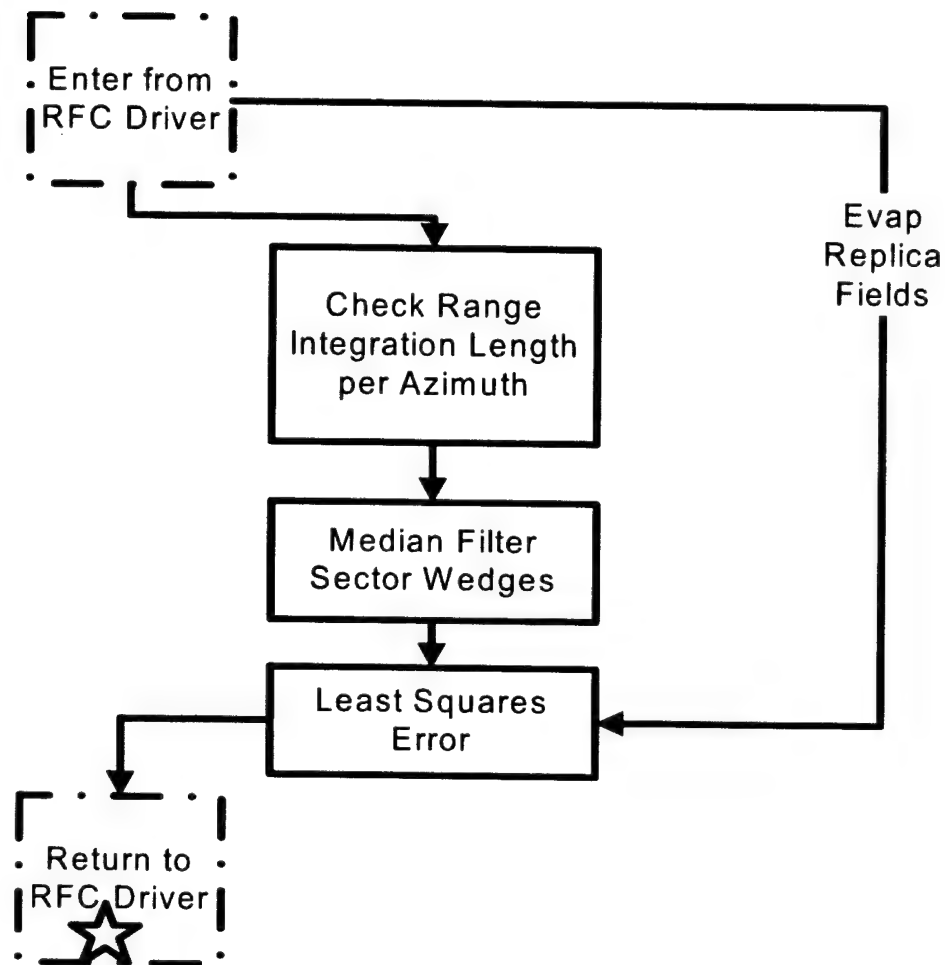 Enter from
RFC Driver
Evap
Replica
Fields
Check Range
Integration Length
per Azimuth
Median Filter
Sector Wedges
Least Squares
Error
Return to
RFC Driver